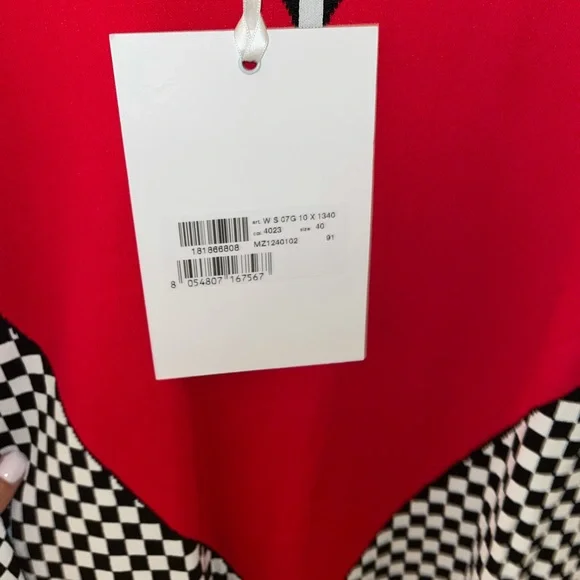 art. W S 07G 10 X 1340
col. 4023 size: 40
181866808 MZ1240102 91
8 054807 167567